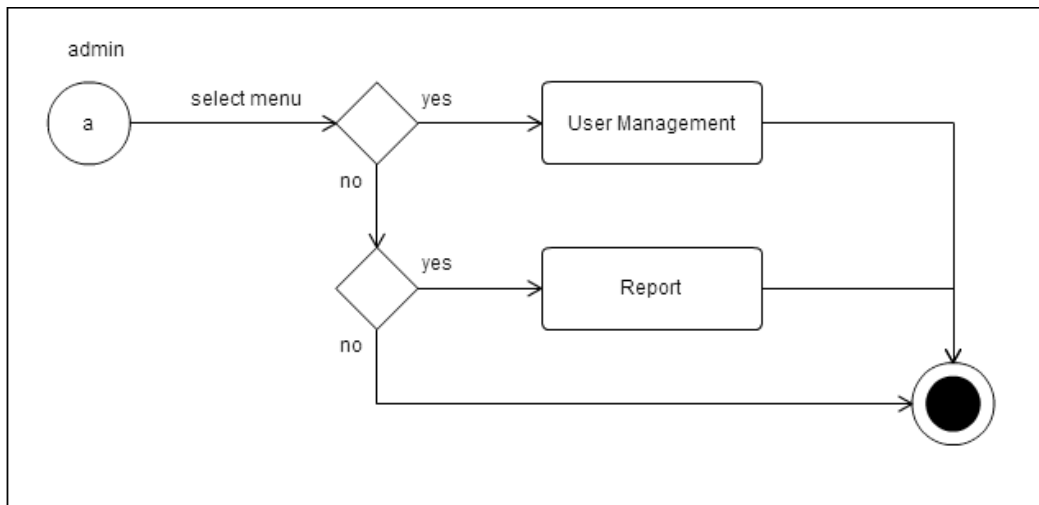 admin
a
select menu
yes
User Management
no
yes
Report
no